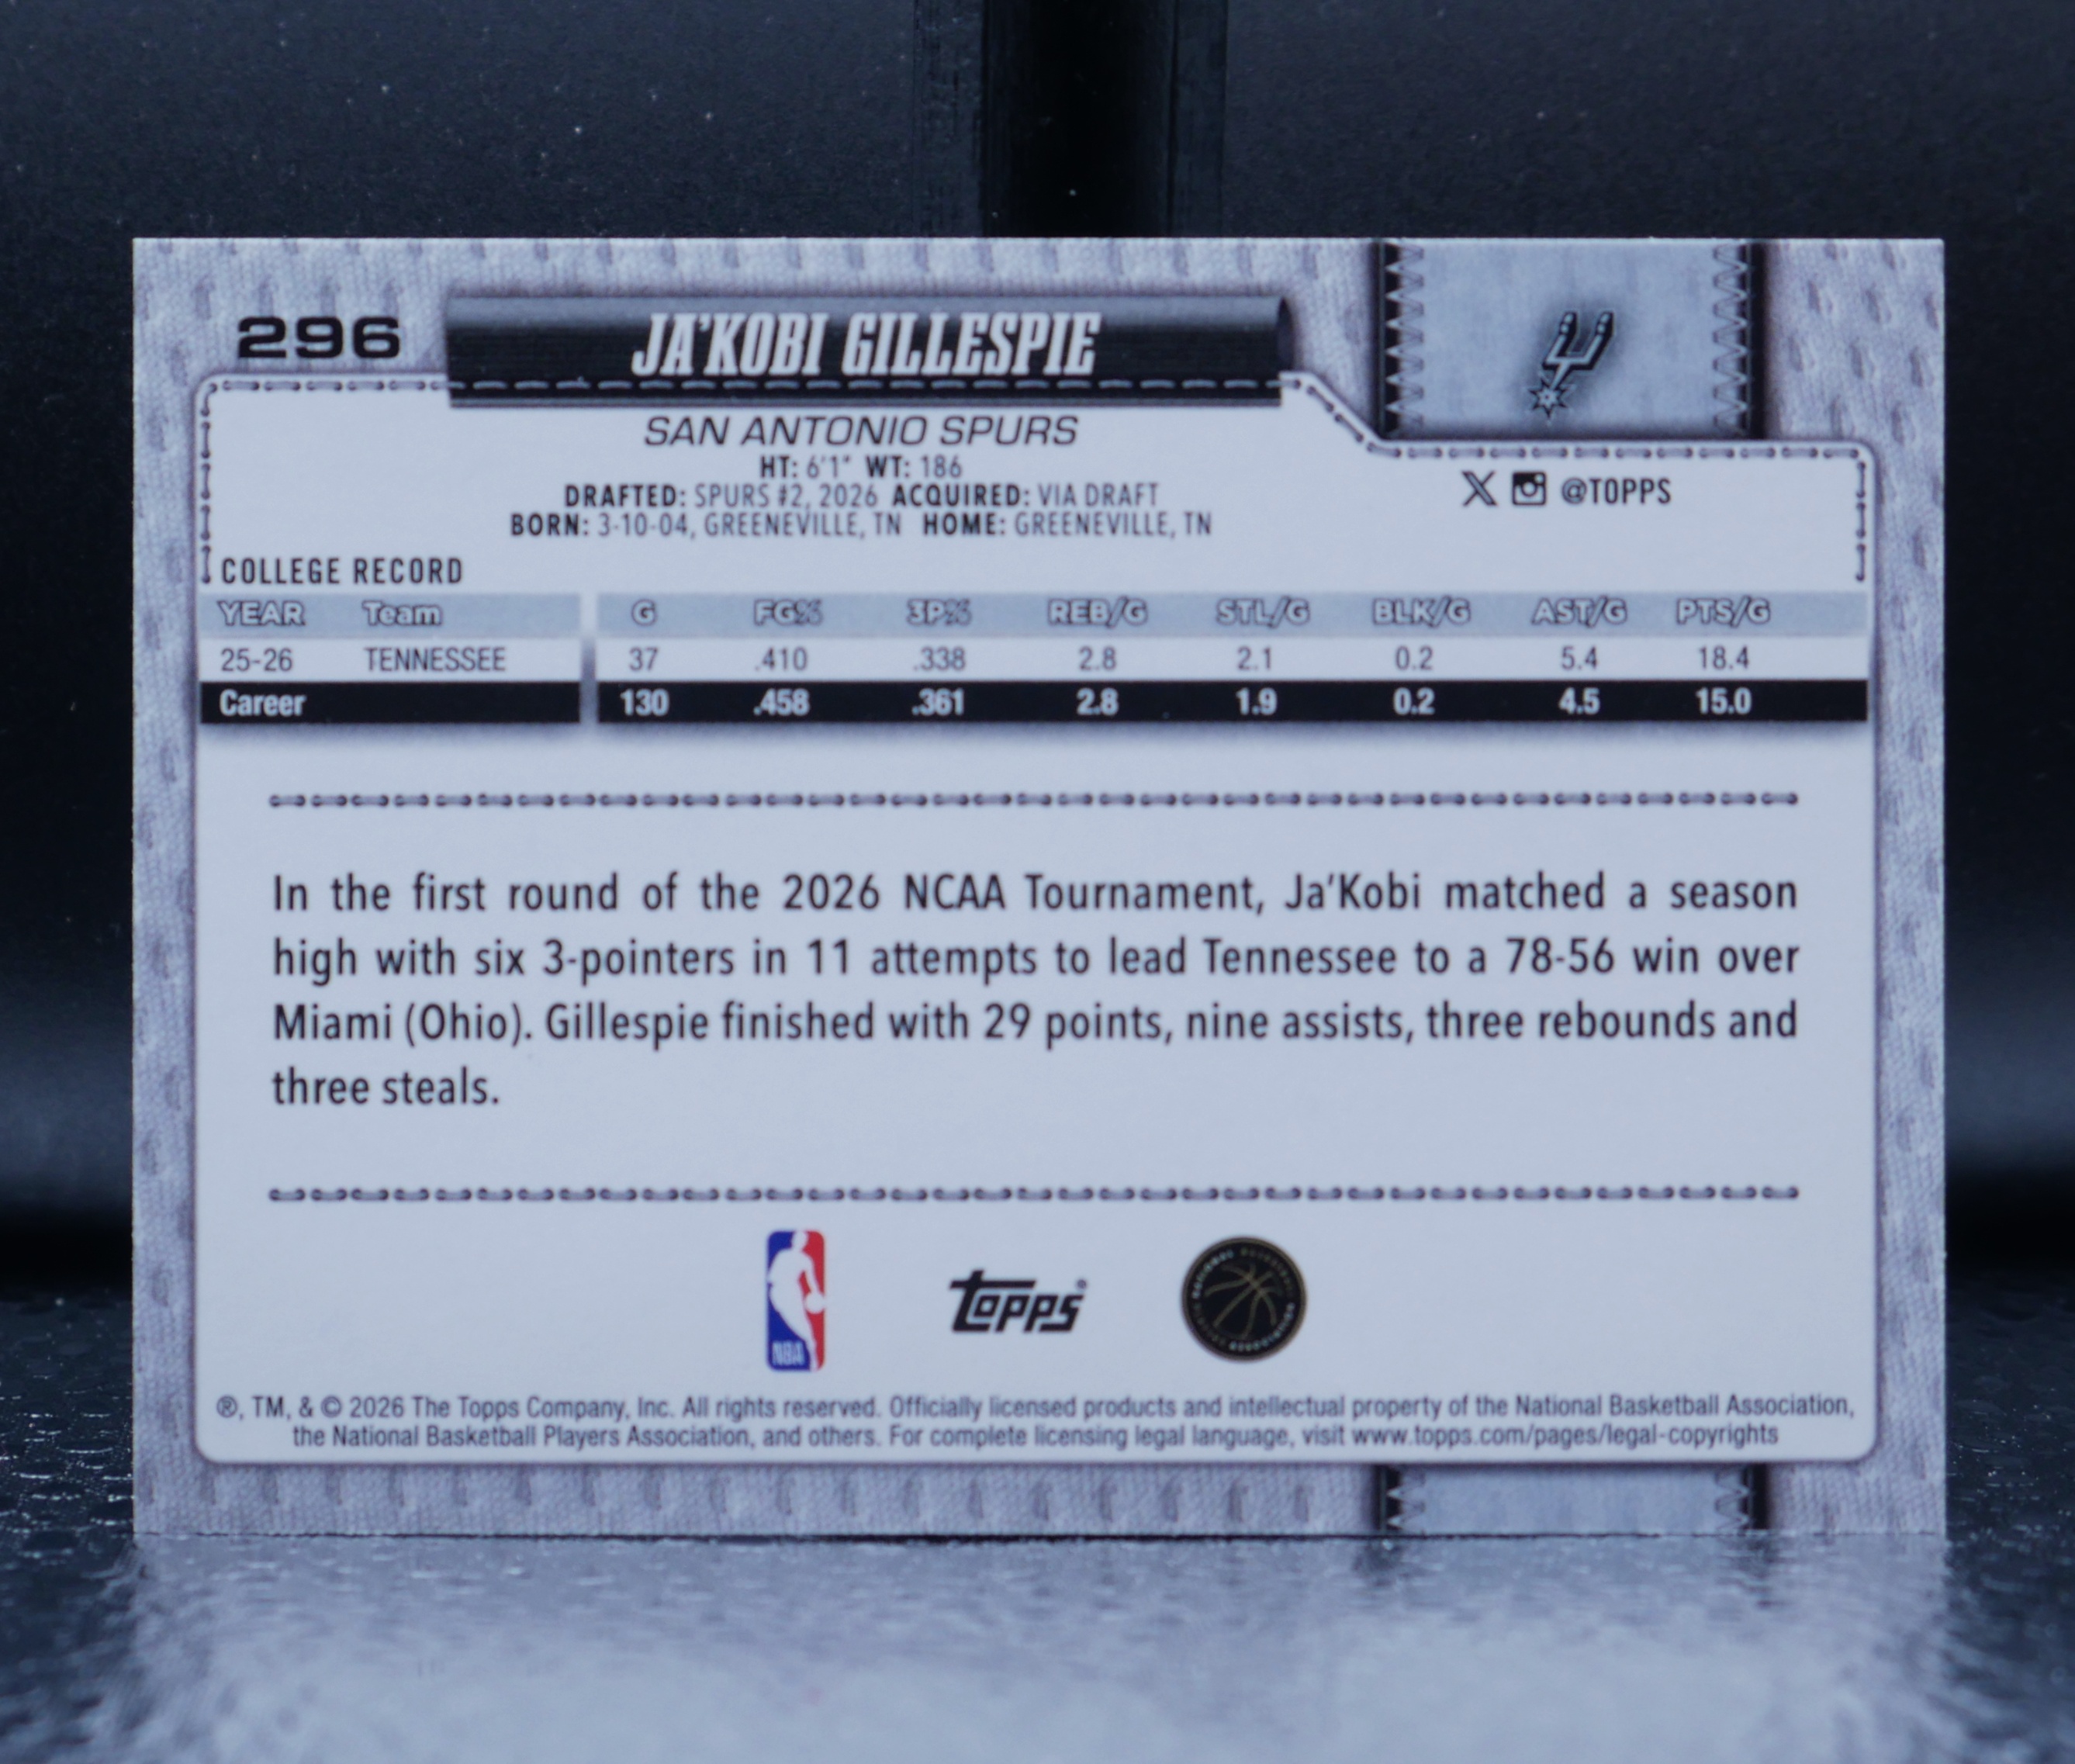 296
JA'KOBI GILLESPIE
SAN ANTONIO SPURS
HT: 6'1" WT: 186
DRAFTED: SPURS #2, 2026 ACQUIRED: VIA DRAFT
BORN: 3-10-04, GREENEVILLE, TN HOME: GREENEVILLE, TN
@TOPPS
COLLEGE RECORD
YEAR Team G FG% 3P% REB/G STL/G BLK/G AST/G PTS/G
25-26 TENNESSEE 37 .410 .338 2.8 2.1 0.2 5.4 18.4
Career 130 .458 .361 2.8 1.9 0.2 4.5 15.0
In the first round of the 2026 NCAA Tournament, Ja'Kobi matched a season
high with six 3-pointers in 11 attempts to lead Tennessee to a 78-56 win over
Miami (Ohio). Gillespie finished with 29 points, nine assists, three rebounds and
three steals.
NBA
topps®
NATIONAL BASKETBALL
ASSOCIATION
®, TM, & © 2026 The Topps Company, Inc. All rights reserved. Officially licensed products and intellectual property of the National Basketball Association,
the National Basketball Players Association, and others. For complete licensing legal language, visit www.topps.com/pages/legal-copyrights